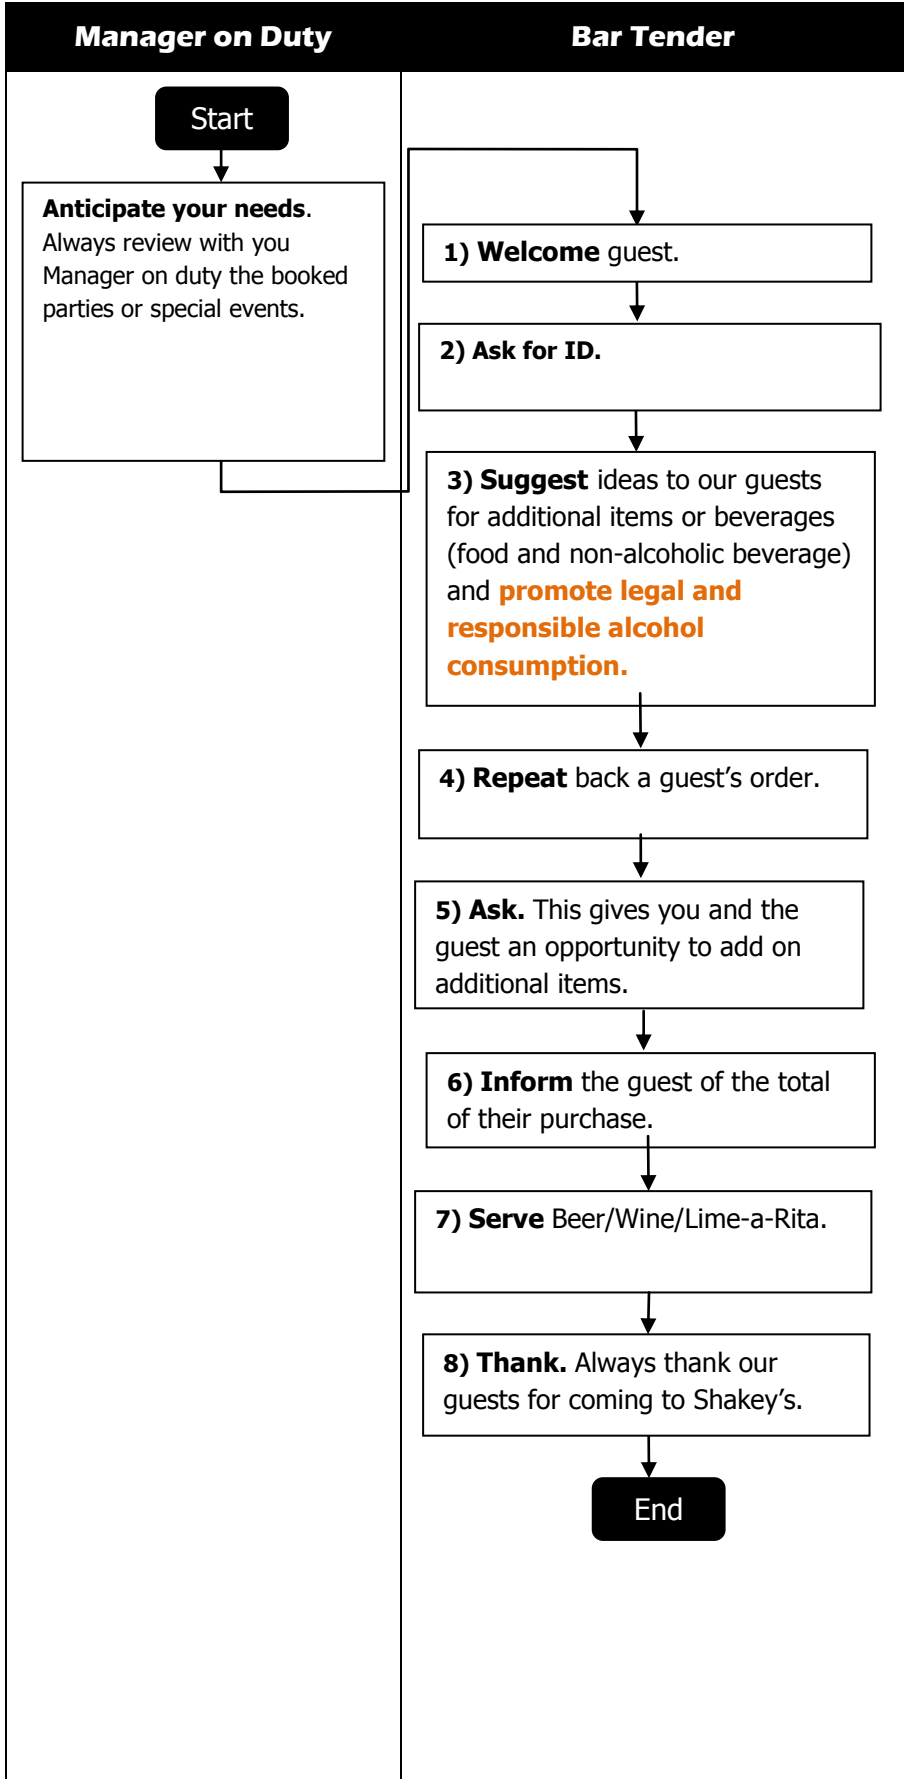 Manager on Duty
Bar Tender
Start
Anticipate your needs.
Always review with you
Manager on duty the booked
parties or special events.
1) Welcome guest.
2) Ask for ID.
3) Suggest ideas to our guests
for additional items or beverages
(food and non-alcoholic beverage)
and promote legal and
responsible alcohol
consumption.
4) Repeat back a guest’s order.
5) Ask. This gives you and the
guest an opportunity to add on
additional items.
6) Inform the guest of the total
of their purchase.
7) Serve Beer/Wine/Lime-a-Rita.
8) Thank. Always thank our
guests for coming to Shakey’s.
End